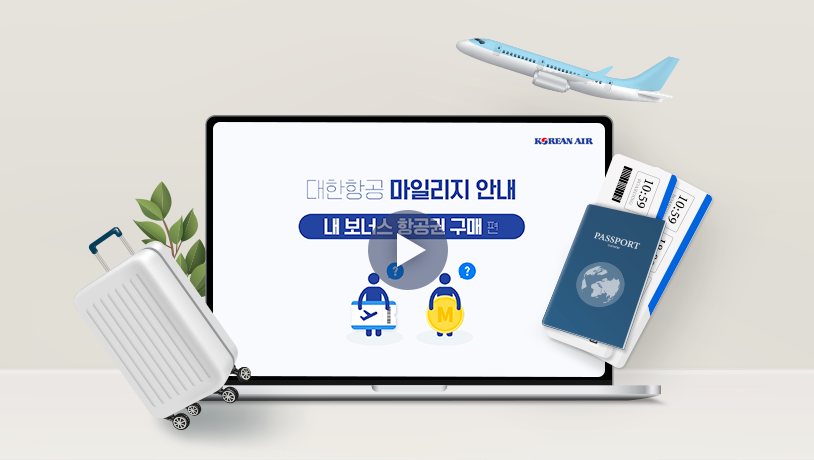 KOREAN AIR
대한항공 마일리지 안내
내 보너스 항공권 구매 편
? ?
M
10:59
10:59
PASSPORT